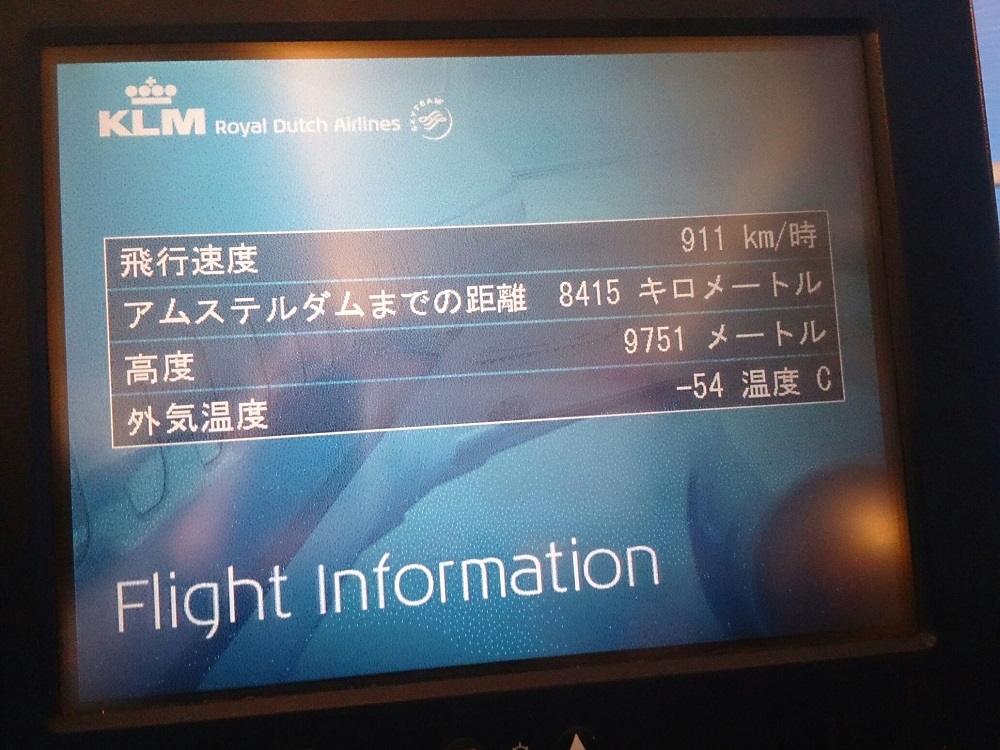 KLM Royal Dutch Airlines SKYTEAM
飛行速度 911 km/時
アムステルダムまでの距離 8415 キロメートル
高度 9751 メートル
外気温度 -54 温度 C
Flight Information